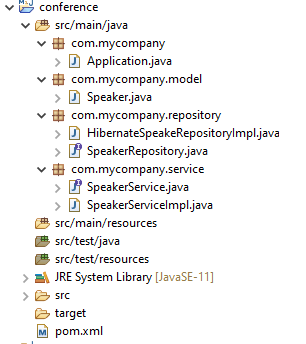 conference
src/main/java
com.mycompany
Application.java
com.mycompany.model
Speaker.java
com.mycompany.repository
HibernateSpeakeRepositoryImpl.java
SpeakerRepository.java
com.mycompany.service
SpeakerService.java
SpeakerServiceImpl.java
src/main/resources
src/test/java
src/test/resources
JRE System Library [JavaSE-11]
src
target
pom.xml